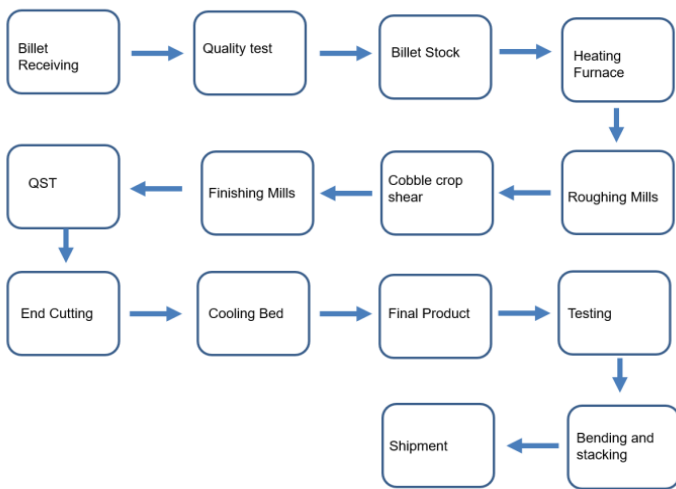 Billet
Receiving
Quality test
Billet Stock
Heating
Furnace
Roughing Mills
Cobble crop
shear
Finishing Mills
QST
End Cutting
Cooling Bed
Final Product
Testing
Bending and
stacking
Shipment